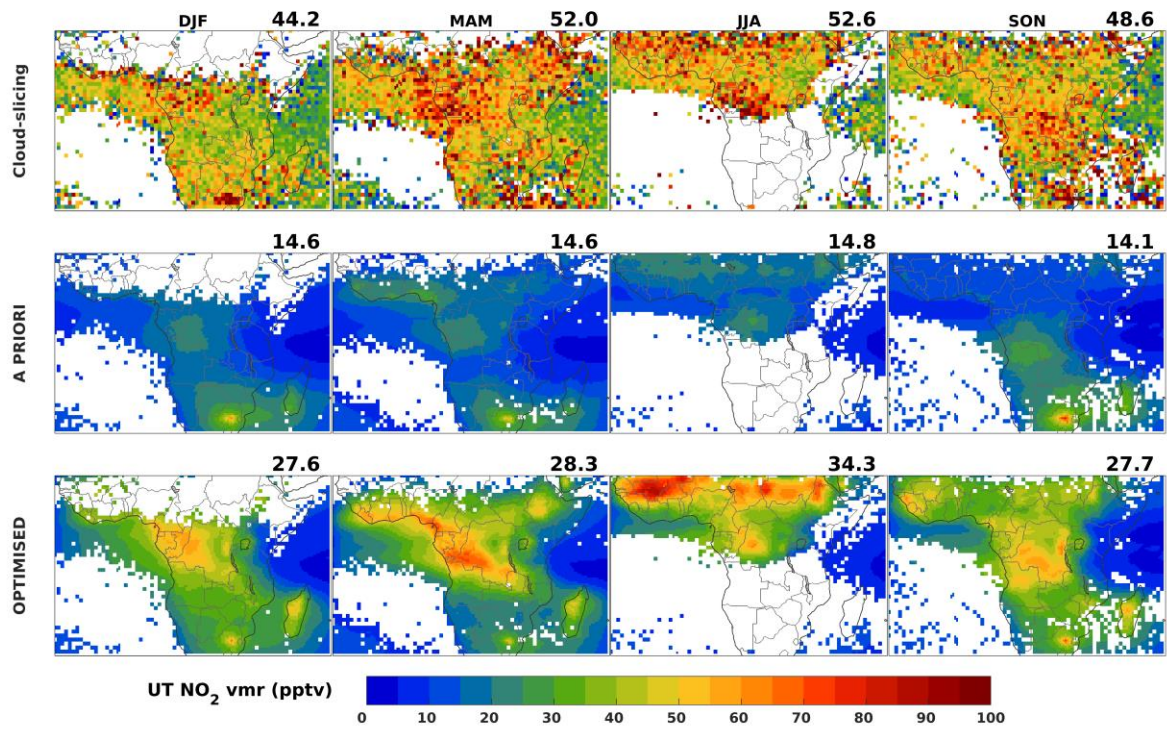 DJF 44.2 MAM 52.0 JJA 52.6 SON 48.6
Cloud-slicing
14.6 14.6 14.8 14.1
A PRIORI
27.6 28.3 34.3 27.7
OPTIMISED
UT NO2 vmr (pptv)
0 10 20 30 40 50 60 70 80 90 100